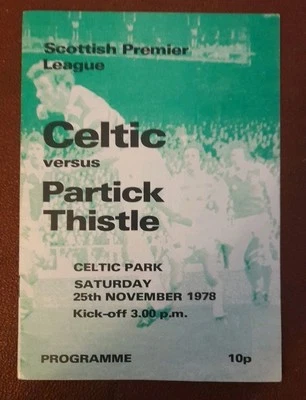 Scottish Premier
League
Celtic
versus
Partick
Thistle
CELTIC PARK
SATURDAY
25th NOVEMBER 1978
Kick-off 3.00 p.m.
PROGRAMME 10p